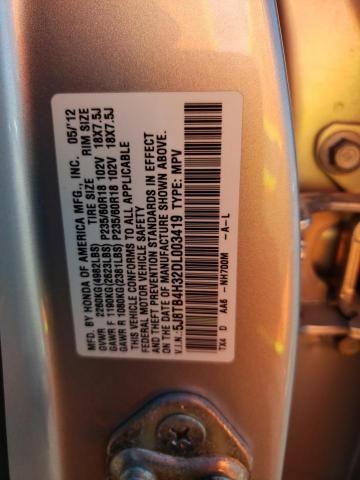 MFD. BY HONDA OF AMERICA MFG., INC. 05/'12
TIRE SIZE RIM SIZE
GVWR 2260KG(4982LBS)
GAWR F 1190KG(2623LBS) P235/60R18 102V 18X7.5J
GAWR R 1080KG(2381LBS) P235/60R18 102V 18X7.5J
THIS VEHICLE CONFORMS TO ALL APPLICABLE
FEDERAL MOTOR VEHICLE SAFETY
AND THEFT PREVENTION STANDARDS IN EFFECT
ON THE DATE OF MANUFACTURE SHOWN ABOVE.
V.I.N.: 5J8TB4H32DL003419 TYPE: MPV
TX4 D AA6 -NH700M -A-L